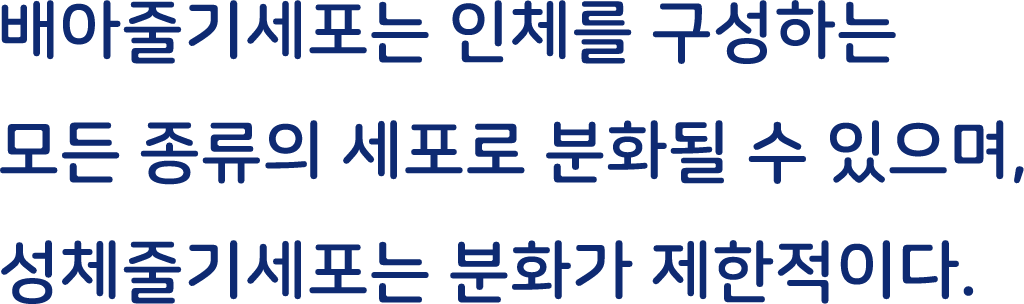 배아줄기세포는 인체를 구성하는
모든 종류의 세포로 분화될 수 있으며,
성체줄기세포는 분화가 제한적이다.